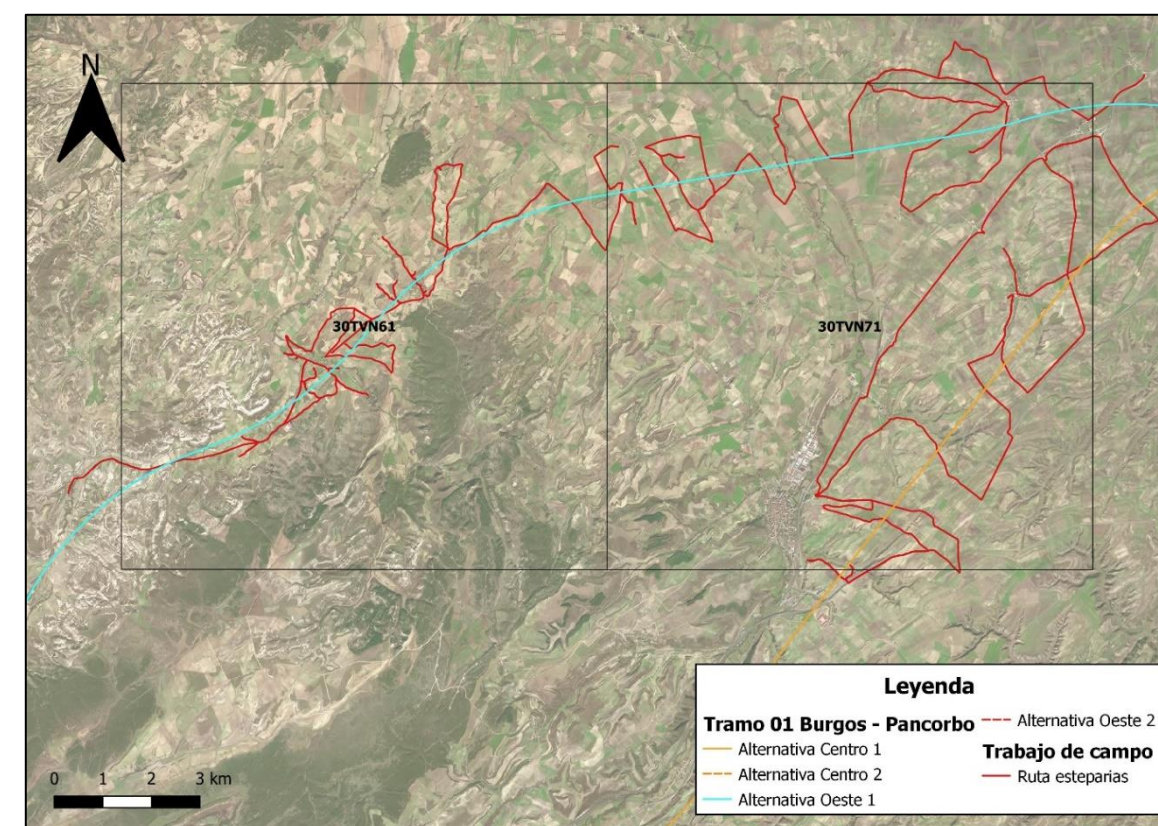 N
30TVN61
30TVN71
Leyenda
Tramo 01 Burgos - Pancorbo
Alternativa Centro 1
Alternativa Centro 2
Alternativa Oeste 1
Alternativa Oeste 2
Trabajo de campo
Ruta esteparias
0 1 2 3 km